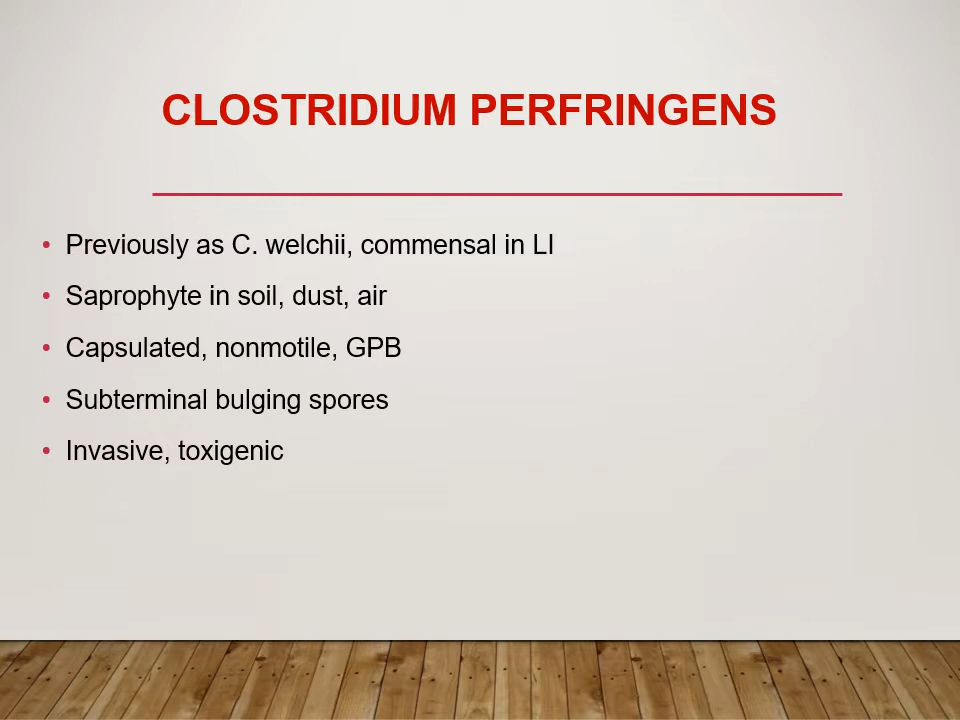 CLOSTRIDIUM PERFRINGENS
• Previously as C. welchii, commensal in LI
• Saprophyte in soil, dust, air
• Capsulated, nonmotile, GPB
• Subterminal bulging spores
• Invasive, toxigenic